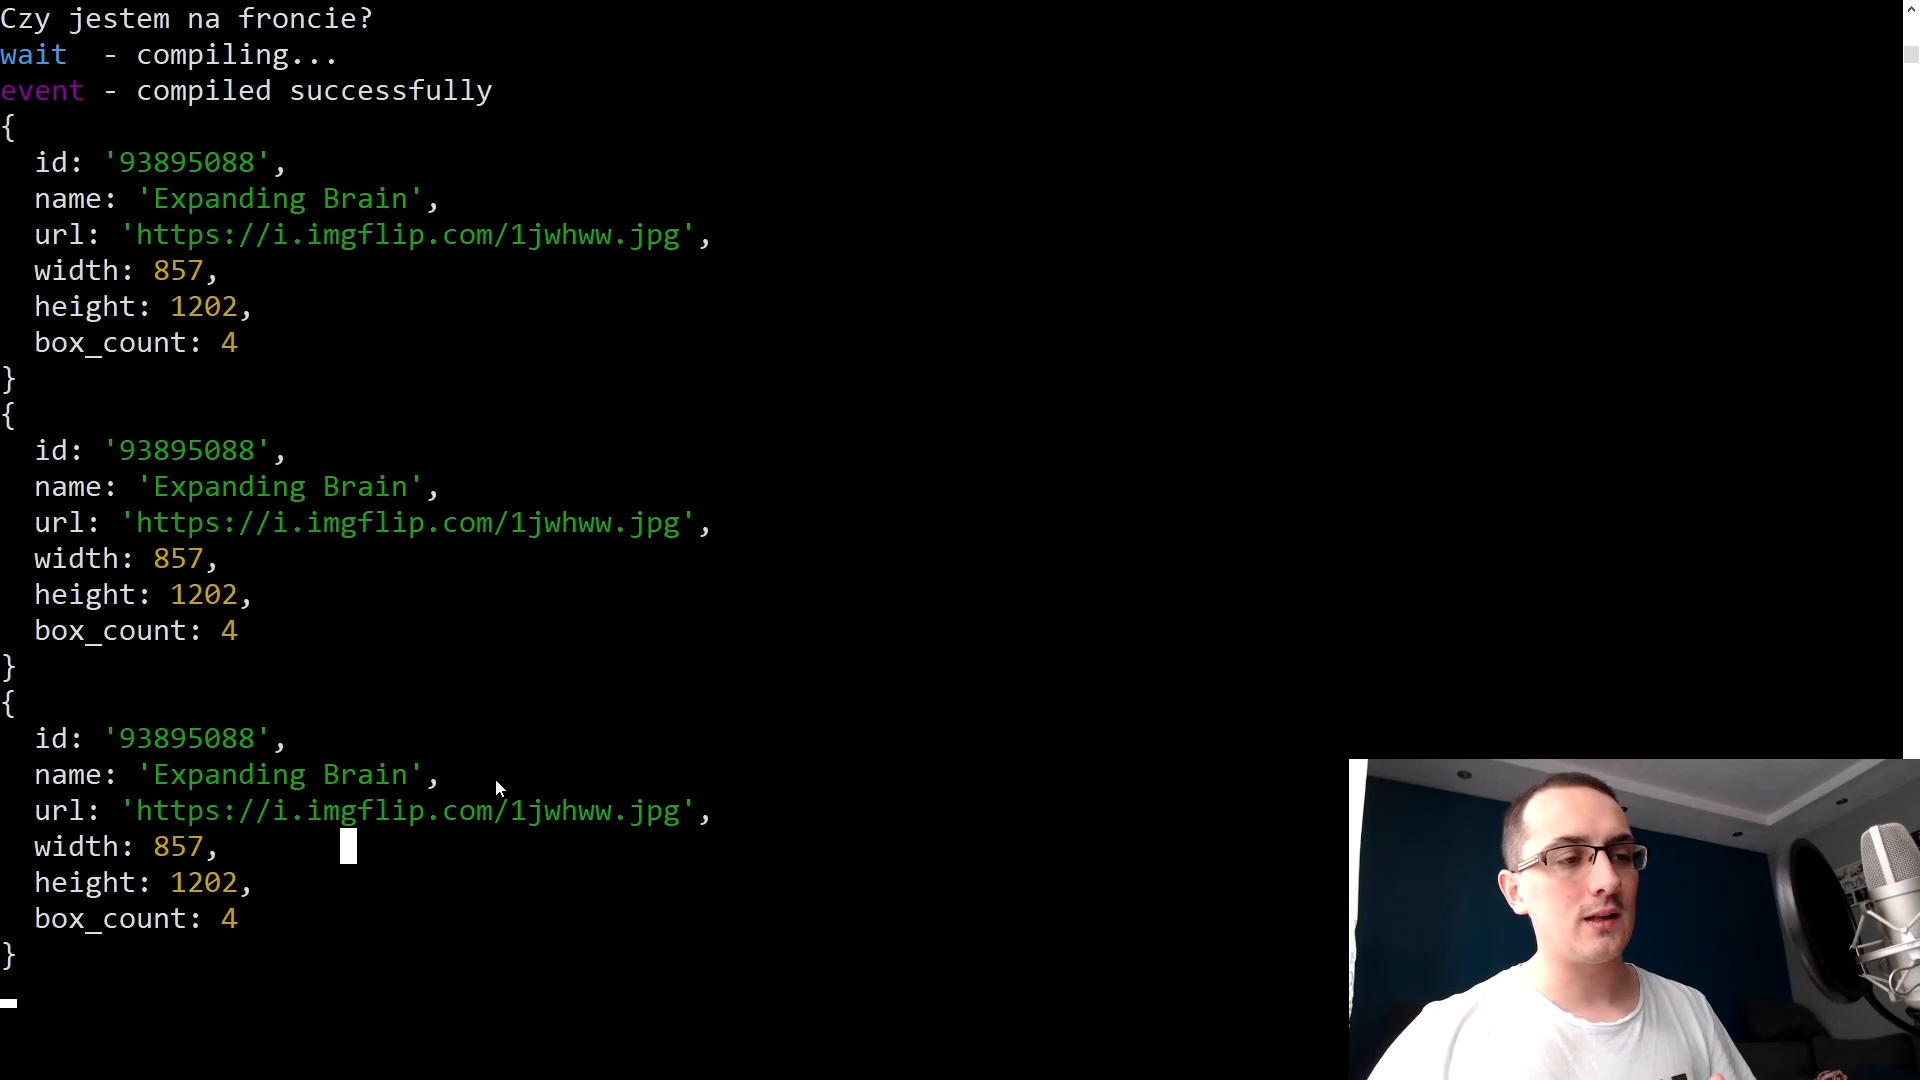 Czy jestem na froncie?
wait  - compiling...
event - compiled successfully
{
  id: '93895088',
  name: 'Expanding Brain',
  url: 'https://i.imgflip.com/1jwhww.jpg',
  width: 857,
  height: 1202,
  box_count: 4
}
{
  id: '93895088',
  name: 'Expanding Brain',
  url: 'https://i.imgflip.com/1jwhww.jpg',
  width: 857,
  height: 1202,
  box_count: 4
}
{
  id: '93895088',
  name: 'Expanding Brain',
  url: 'https://i.imgflip.com/1jwhww.jpg',
  width: 857,
  height: 1202,
  box_count: 4
}